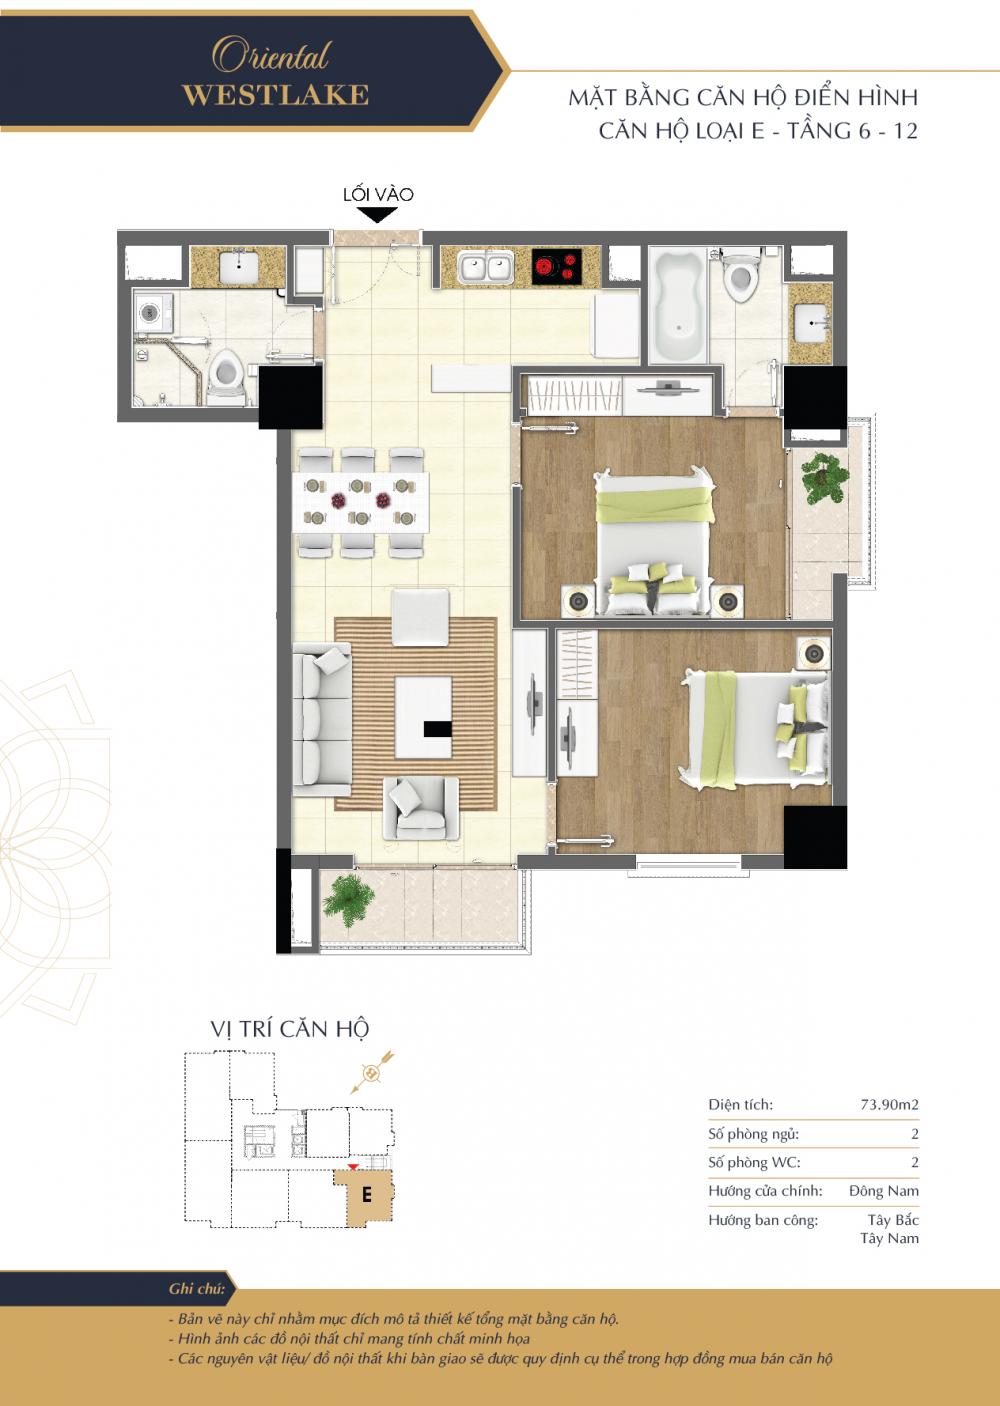 Oriental
WESTLAKE
MẶT BẰNG CĂN HỘ ĐIỂN HÌNH
CĂN HỘ LOẠI E - TẦNG 6 - 12
LỐI VÀO
VỊ TRÍ CĂN HỘ
E
Diện tích: 73.90m2
Số phòng ngủ: 2
Số phòng WC: 2
Hướng cửa chính: Đông Nam
Hướng ban công: Tây Bắc
Tây Nam
Ghi chú:
- Bản vẽ này chỉ nhằm mục đích mô tả thiết kế tổng mặt bằng căn hộ.
- Hình ảnh các đồ nội thất chỉ mang tính chất minh họa
- Các nguyên vật liệu/ đồ nội thất khi bàn giao sẽ được quy định cụ thể trong hợp đồng mua bán căn hộ